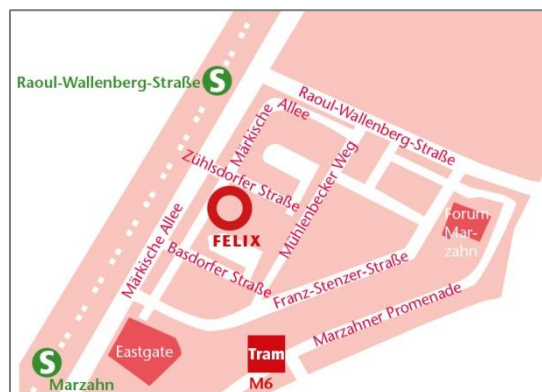 Raoul-Wallenberg-Straße
S
Raoul-Wallenberg-Straße
Märkische
Allee
Zühlsdorfer Straße
Mühlenbecker Weg
Forum
Mar-
zahn
FELIX
Märkische Allee
Basdorfer Straße
Franz-Stenzer-Straße
Marzahner Promenade
Eastgate
Tram
M6
S
Marzahn